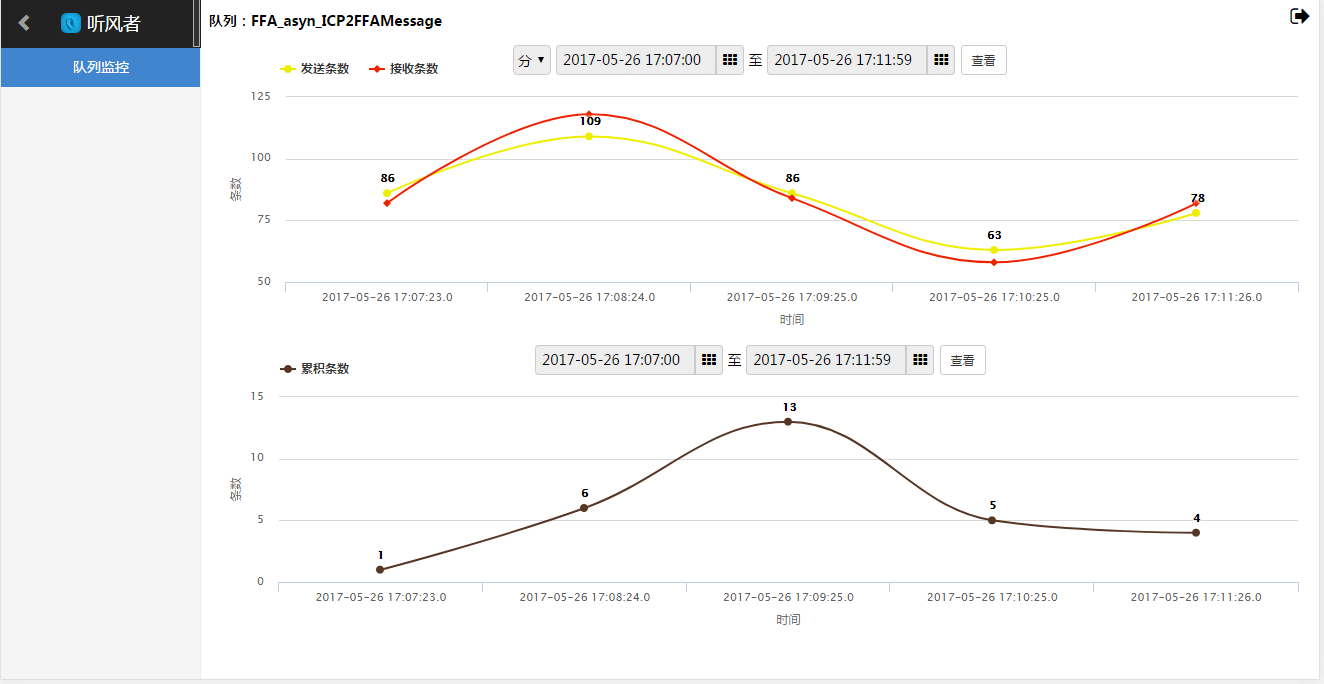 听风者
队列监控
队列：FFA_asyn_ICP2FFAMessage
发送条数 接收条数
分 2017-05-26 17:07:00 至 2017-05-26 17:11:59 查看
125
100
75
50
条数
86 109 86 63 78
2017-05-26 17:07:23.0 2017-05-26 17:08:24.0 2017-05-26 17:09:25.0 2017-05-26 17:10:25.0 2017-05-26 17:11:26.0
时间
累积条数
2017-05-26 17:07:00 至 2017-05-26 17:11:59 查看
15
10
5
0
条数
1 6 13 5 4
2017-05-26 17:07:23.0 2017-05-26 17:08:24.0 2017-05-26 17:09:25.0 2017-05-26 17:10:25.0 2017-05-26 17:11:26.0
时间